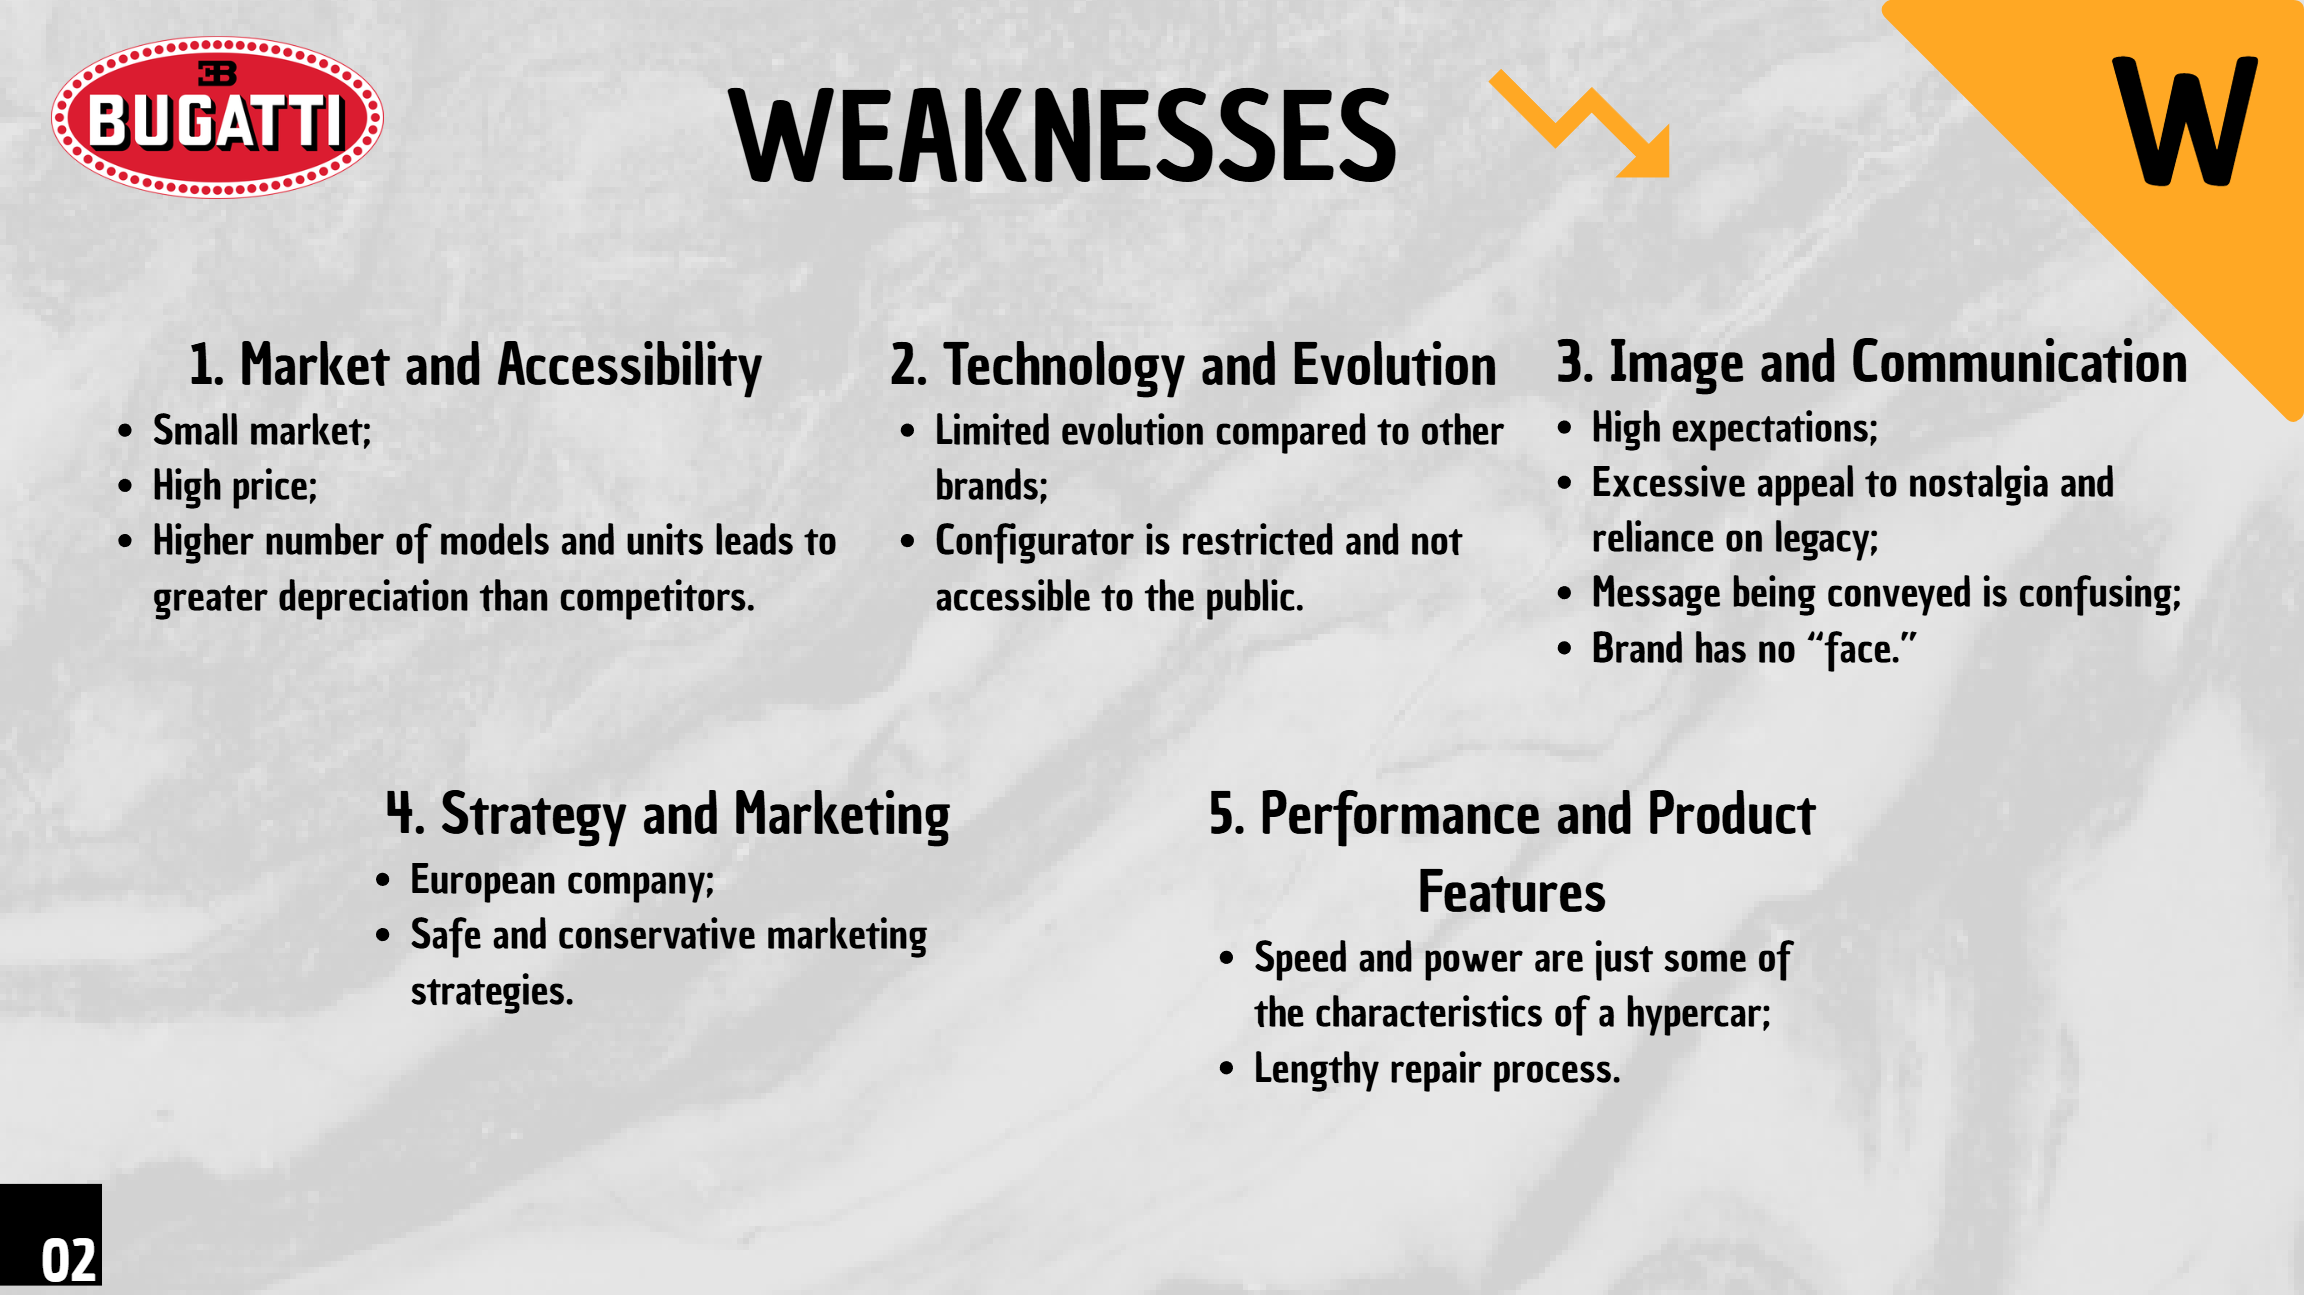 EB
BUGATTI
WEAKNESSES
W
1. Market and Accessibility
• Small market;
• High price;
• Higher number of models and units leads to
greater depreciation than competitors.
2. Technology and Evolution
• Limited evolution compared to other
brands;
• Configurator is restricted and not
accessible to the public.
3. Image and Communication
• High expectations;
• Excessive appeal to nostalgia and
reliance on legacy;
• Message being conveyed is confusing;
• Brand has no “face.”
4. Strategy and Marketing
• European company;
• Safe and conservative marketing
strategies.
5. Performance and Product
Features
• Speed and power are just some of
the characteristics of a hypercar;
• Lengthy repair process.
02